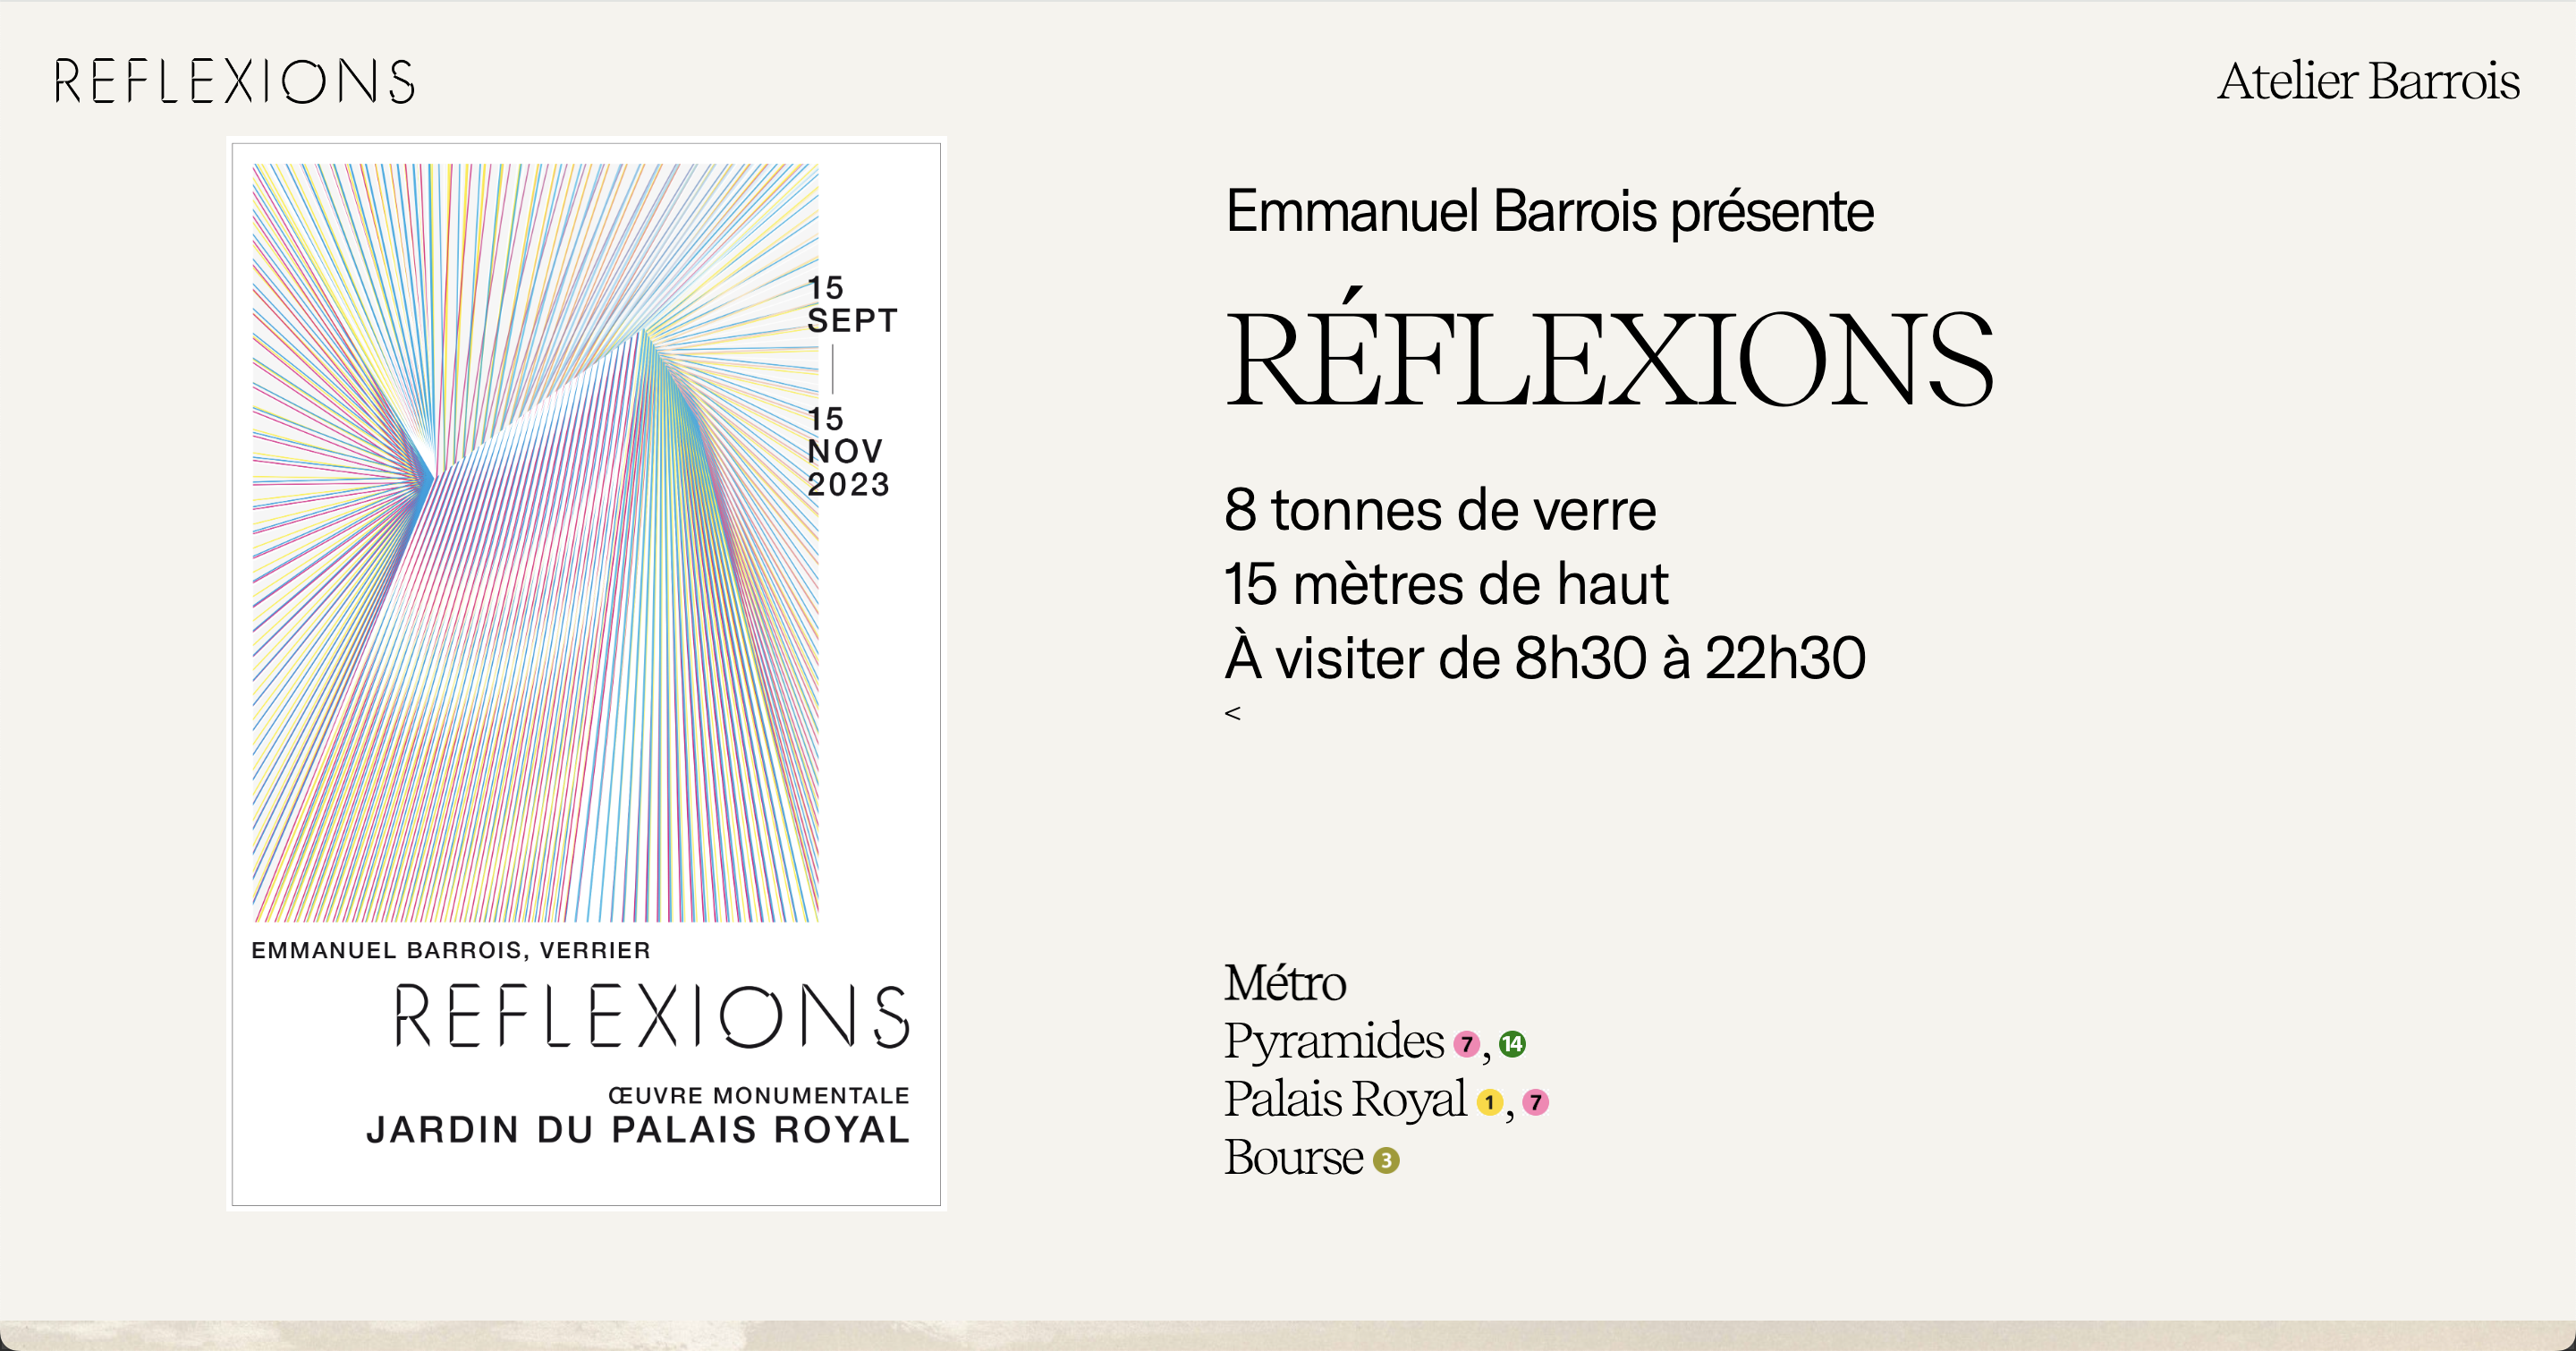 REFLEXIONS
Atelier Barrois
15
SEPT
15
NOV
2023
EMMANUEL BARROIS, VERRIER
REFLEXIONS
ŒUVRE MONUMENTALE
JARDIN DU PALAIS ROYAL
Emmanuel Barrois présente
RÉFLEXIONS
8 tonnes de verre
15 mètres de haut
À visiter de 8h30 à 22h30
<
Métro
Pyramides 7, 14
Palais Royal 1, 7
Bourse 3